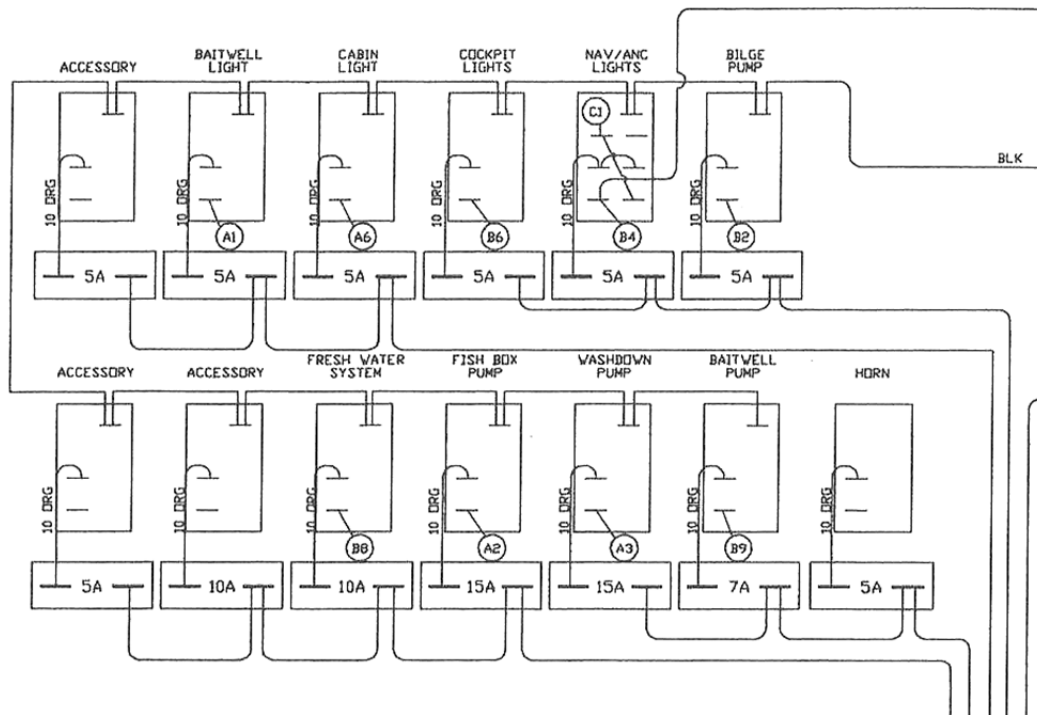 ACCESSORY
BAITWELL
LIGHT
CABIN
LIGHT
COCKPIT
LIGHTS
NAV/ANC
LIGHTS
BILGE
PUMP
C1
BLK
10 ORG
10 ORG
10 ORG
10 ORG
10 ORG
10 ORG
A1
A6
B6
B4
B2
5A
5A
5A
5A
5A
5A
ACCESSORY
ACCESSORY
FRESH WATER
SYSTEM
FISH BOX
PUMP
WASHDOWN
PUMP
BAITWELL
PUMP
HORN
10 ORG
10 ORG
10 ORG
10 ORG
10 ORG
10 ORG
10 ORG
B8
A2
A3
B9
5A
10A
10A
15A
15A
7A
5A